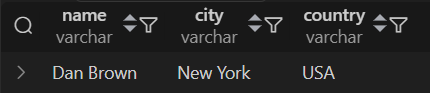 name city country
varchar varchar varchar
Dan Brown New York USA